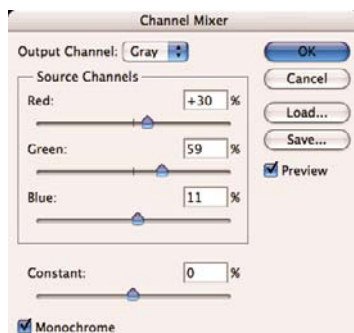 Channel Mixer
Output Channel: Gray
OK
Source Channels
Cancel
Red: +30 %
Load...
Save...
Green: 59 %
Preview
Blue: 11 %
Constant: 0 %
Monochrome